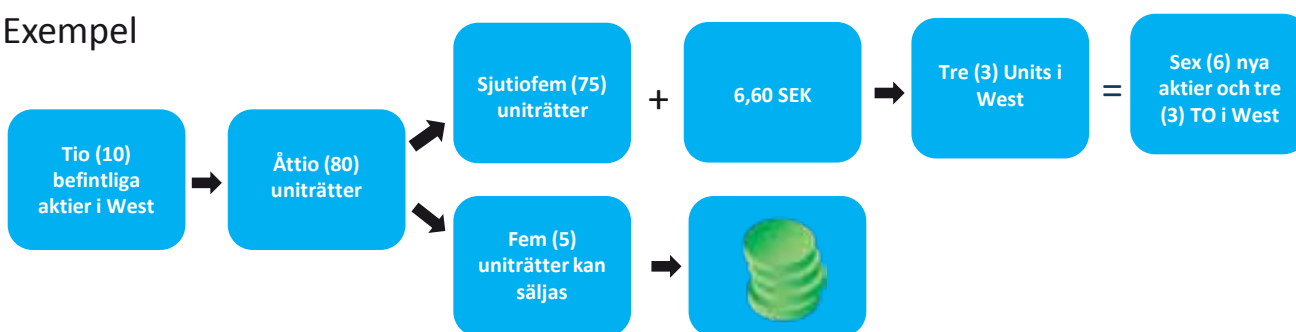 Exempel
Tio (10)
befintliga
aktier i West
Åttio (80)
uniträtter
Sjutiofem (75)
uniträtter
+
6,60 SEK
Tre (3) Units i
West
=
Sex (6) nya
aktier och tre
(3) TO i West
Fem (5)
uniträtter kan
säljas